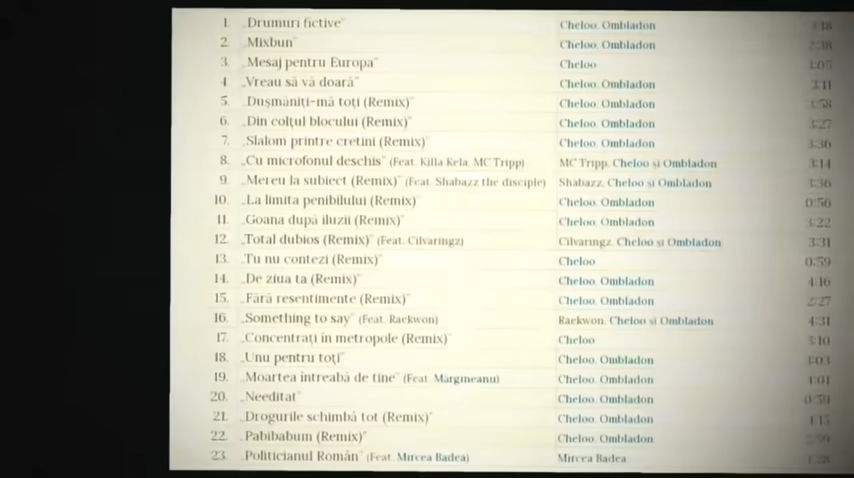 1. „Drumuri fictive” Cheloo, Ombladon 3:18
2. „Mixbun” Cheloo, Ombladon 2:38
3. „Mesaj pentru Europa” Cheloo 1:05
4. „Vreau să vă doară” Cheloo, Ombladon 3:11
5. „Dușmăniți-mă toți (Remix)” Cheloo, Ombladon 3:58
6. „Din colțul blocului (Remix)” Cheloo, Ombladon 3:27
7. „Slalom printre cretini (Remix)” Cheloo, Ombladon 3:36
8. „Cu microfonul deschis” (Feat. Killa Kela, MC Tripp) MC Tripp, Cheloo și Ombladon 3:14
9. „Mereu la subiect (Remix)” (Feat. Shabazz the disciple) Shabazz, Cheloo și Ombladon 3:36
10. „La limita penibilului (Remix)” Cheloo, Ombladon 0:56
11. „Goana după iluzii (Remix)” Cheloo, Ombladon 3:22
12. „Total dubios (Remix)” (Feat. Cilvaringz) Cilvaringz, Cheloo și Ombladon 3:31
13. „Tu nu contezi (Remix)” Cheloo 0:59
14. „De ziua ta (Remix)” Cheloo, Ombladon 4:16
15. „Fără resentimente (Remix)” Cheloo, Ombladon 2:27
16. „Something to say” (Feat. Raekwon) Raekwon, Cheloo și Ombladon 4:31
17. „Concentrați în metropole (Remix)” Cheloo 3:10
18. „Unu pentru toți” Cheloo, Ombladon 1:03
19. „Moartea întreabă de tine” (Feat. Margineanu) Cheloo, Ombladon 1:01
20. „Needitat” Cheloo, Ombladon 0:59
21. „Drogurile schimbă tot (Remix)” Cheloo, Ombladon
22. „Pabibabum (Remix)” Cheloo, Ombladon
23. „Politicianul Român” (Feat. Mircea Badea) Mircea Badea 1:28